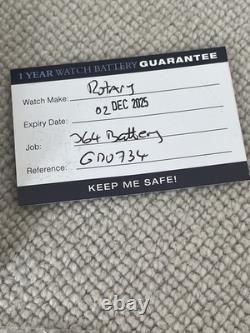 1 YEAR WATCH BATTERY GUARANTEE
Watch Make: Rotary
Expiry Date: 02 DEC 2025
Job: 364 Battery
Reference: GB0734
KEEP ME SAFE!